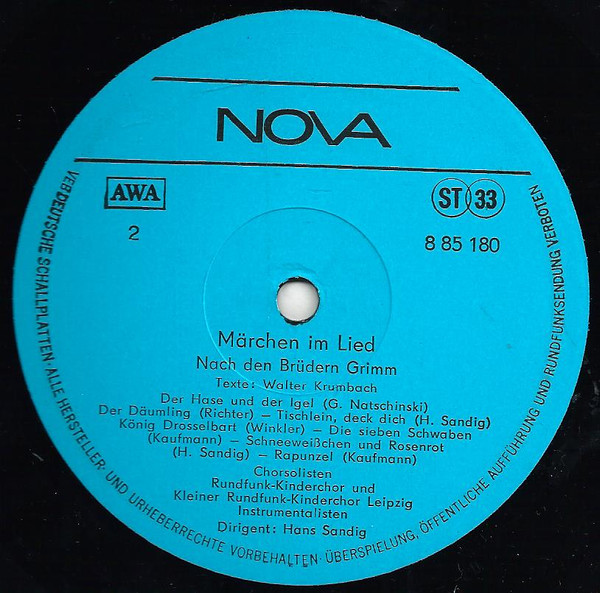 NOVA
AWA
ST 33
2
8 85 180
Märchen im Lied
Nach den Brüdern Grimm
Texte: Walter Krumbach
Der Hase und der Igel (G. Natschinski)
Der Däumling (Richter) – Tischlein, deck dich (H. Sandig)
König Drosselbart (Winkler) – Die sieben Schwaben
(Kaufmann) – Schneeweißchen und Rosenrot
(H. Sandig) – Rapunzel (Kaufmann)
Chorsolisten
Rundfunk-Kinderchor und
Kleiner Rundfunk-Kinderchor Leipzig
Instrumentalisten
Dirigent: Hans Sandig
VEB DEUTSCHE SCHALLPLATTEN · ALLE HERSTELLER- UND URHEBERRECHTE VORBEHALTEN · ÜBERSPIELUNG, ÖFFENTLICHE AUFFÜHRUNG UND RUNDFUNKSENDUNG VERBOTEN